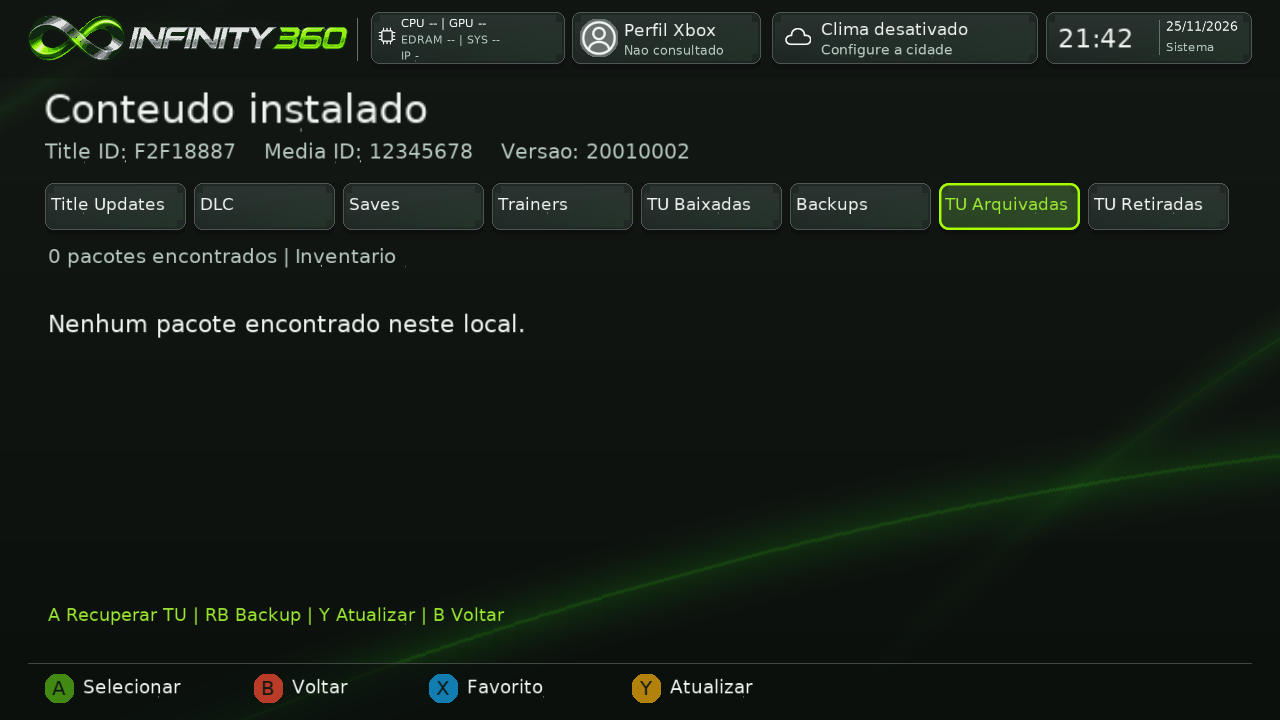 INFINITY 360
CPU -- | GPU --
EDRAM -- | SYS --
IP -
Perfil Xbox
Nao consultado
Clima desativado
Configure a cidade
21:42
25/11/2026
Sistema
Conteudo instalado
Title ID: F2F18887 Media ID: 12345678 Versao: 20010002
Title Updates DLC Saves Trainers TU Baixadas Backups TU Arquivadas TU Retiradas
0 pacotes encontrados | Inventario
Nenhum pacote encontrado neste local.
A Recuperar TU | RB Backup | Y Atualizar | B Voltar
A Selecionar B Voltar X Favorito Y Atualizar